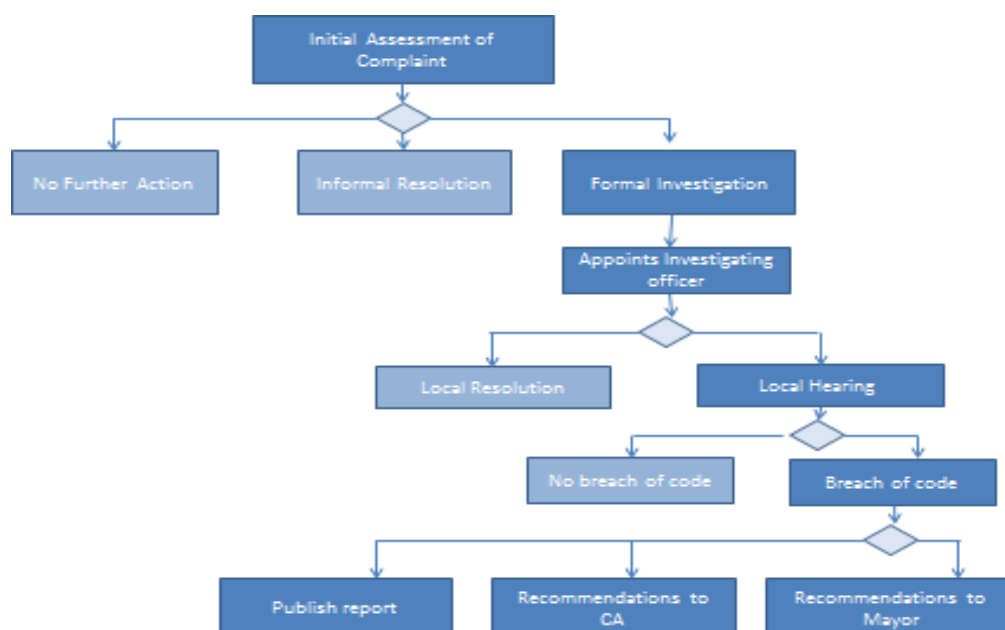 Initial Assessment of
Complaint
No Further Action
Informal Resolution
Formal Investigation
Appoints Investigating
officer
Local Resolution
Local Hearing
No breach of code
Breach of code
Publish report
Recommendations to
CA
Recommendations to
Mayor